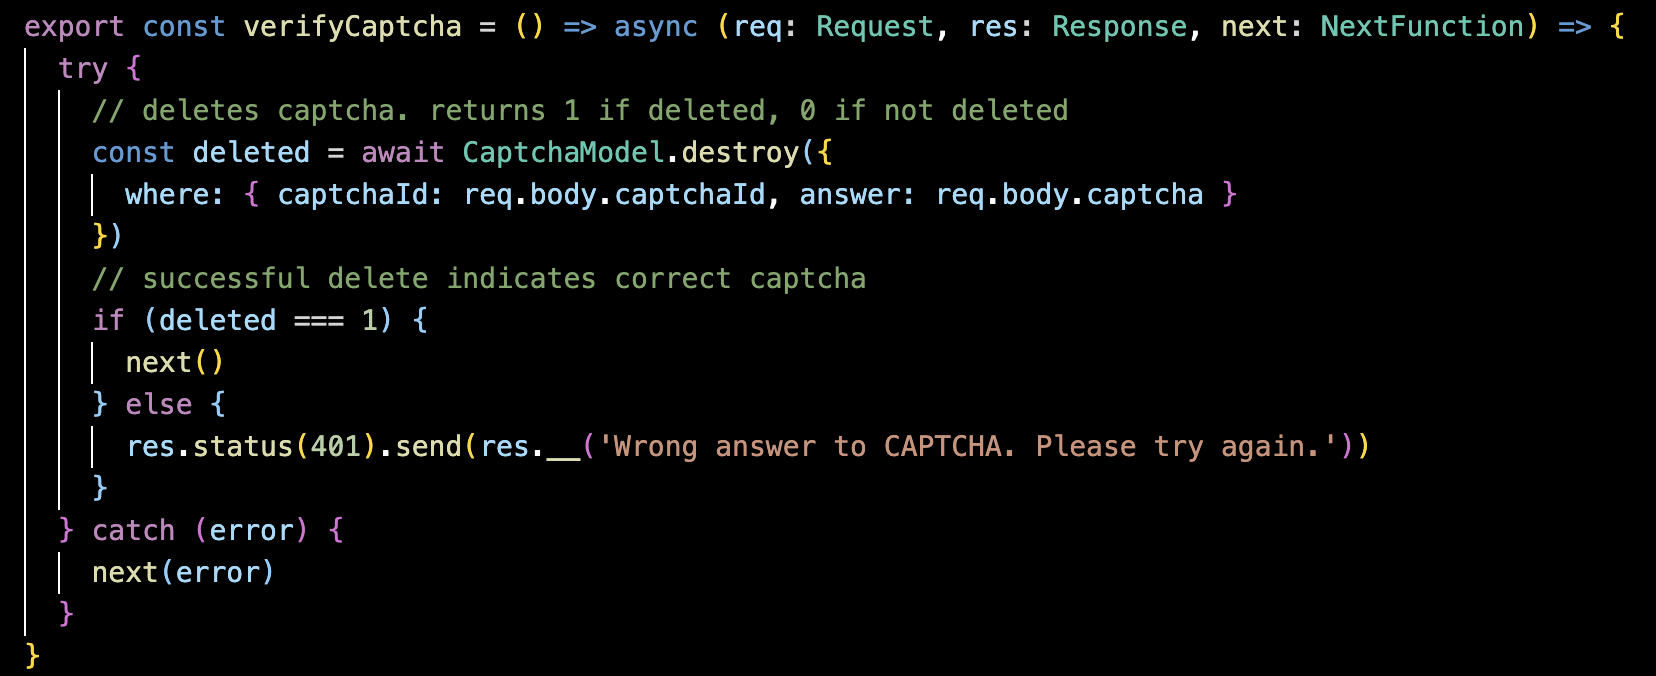 export const verifyCaptcha = () => async (req: Request, res: Response, next: NextFunction) => {
  try {
    // deletes captcha. returns 1 if deleted, 0 if not deleted
    const deleted = await CaptchaModel.destroy({
      where: { captchaId: req.body.captchaId, answer: req.body.captcha }
    })
    // successful delete indicates correct captcha
    if (deleted === 1) {
      next()
    } else {
      res.status(401).send(res.__('Wrong answer to CAPTCHA. Please try again.'))
    }
  } catch (error) {
    next(error)
  }
}